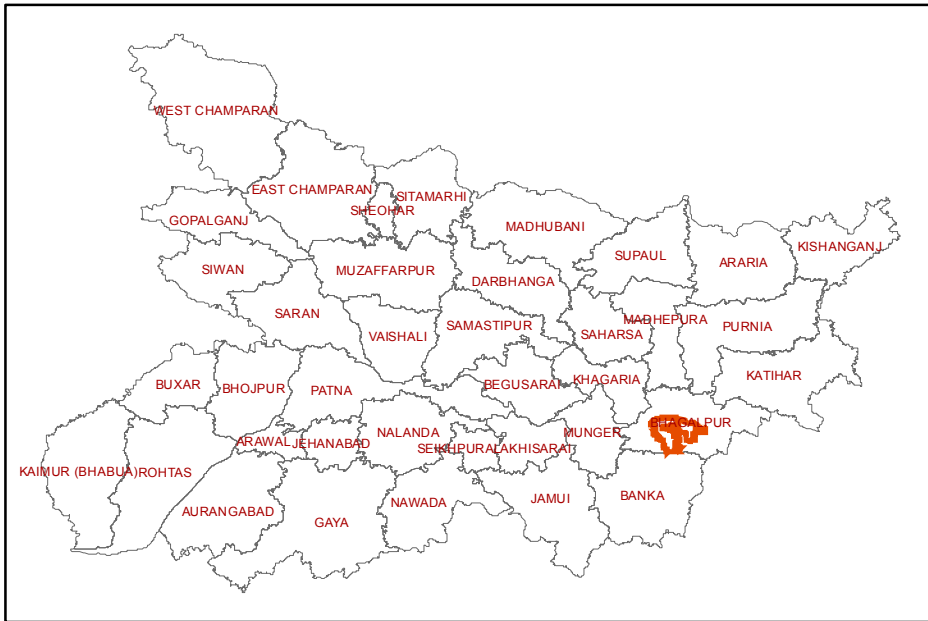 WEST CHAMPARAN
EAST CHAMPARAN
SITAMARHI
SHEOHAR
GOPALGANJ
MADHUBANI
KISHANGANJ
SUPAUL
ARARIA
SIWAN
MUZAFFARPUR
DARBHANGA
SARAN
MADHEPURA
VAISHALI
SAMASTIPUR
SAHARSA
PURNIA
BUXAR
BHOJPUR
PATNA
BEGUSARAI
KHAGARIA
KATIHAR
BHAGALPUR
ARAWAL
JEHANABAD
NALANDA
SEIKHPURA
LAKHISARAI
MUNGER
KAIMUR (BHABUA)
ROHTAS
AURANGABAD
GAYA
NAWADA
JAMUI
BANKA